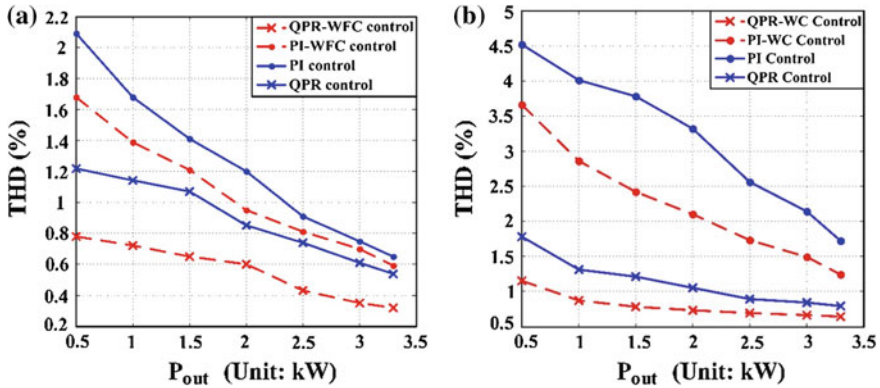 (a)
2.2
2
1.8
1.6
1.4
1.2
1
0.8
0.6
0.4
0.2
THD (%)
QPR-WFC control
PI-WFC control
PI control
QPR control
0.5 1 1.5 2 2.5 3 3.5
Pout (Unit: kW)
(b)
5
4.5
4
3.5
3
2.5
2
1.5
1
0.5
THD (%)
QPR-WC Control
PI-WC Control
PI Control
QPR Control
0.5 1 1.5 2 2.5 3 3.5
Pout (Unit: kW)